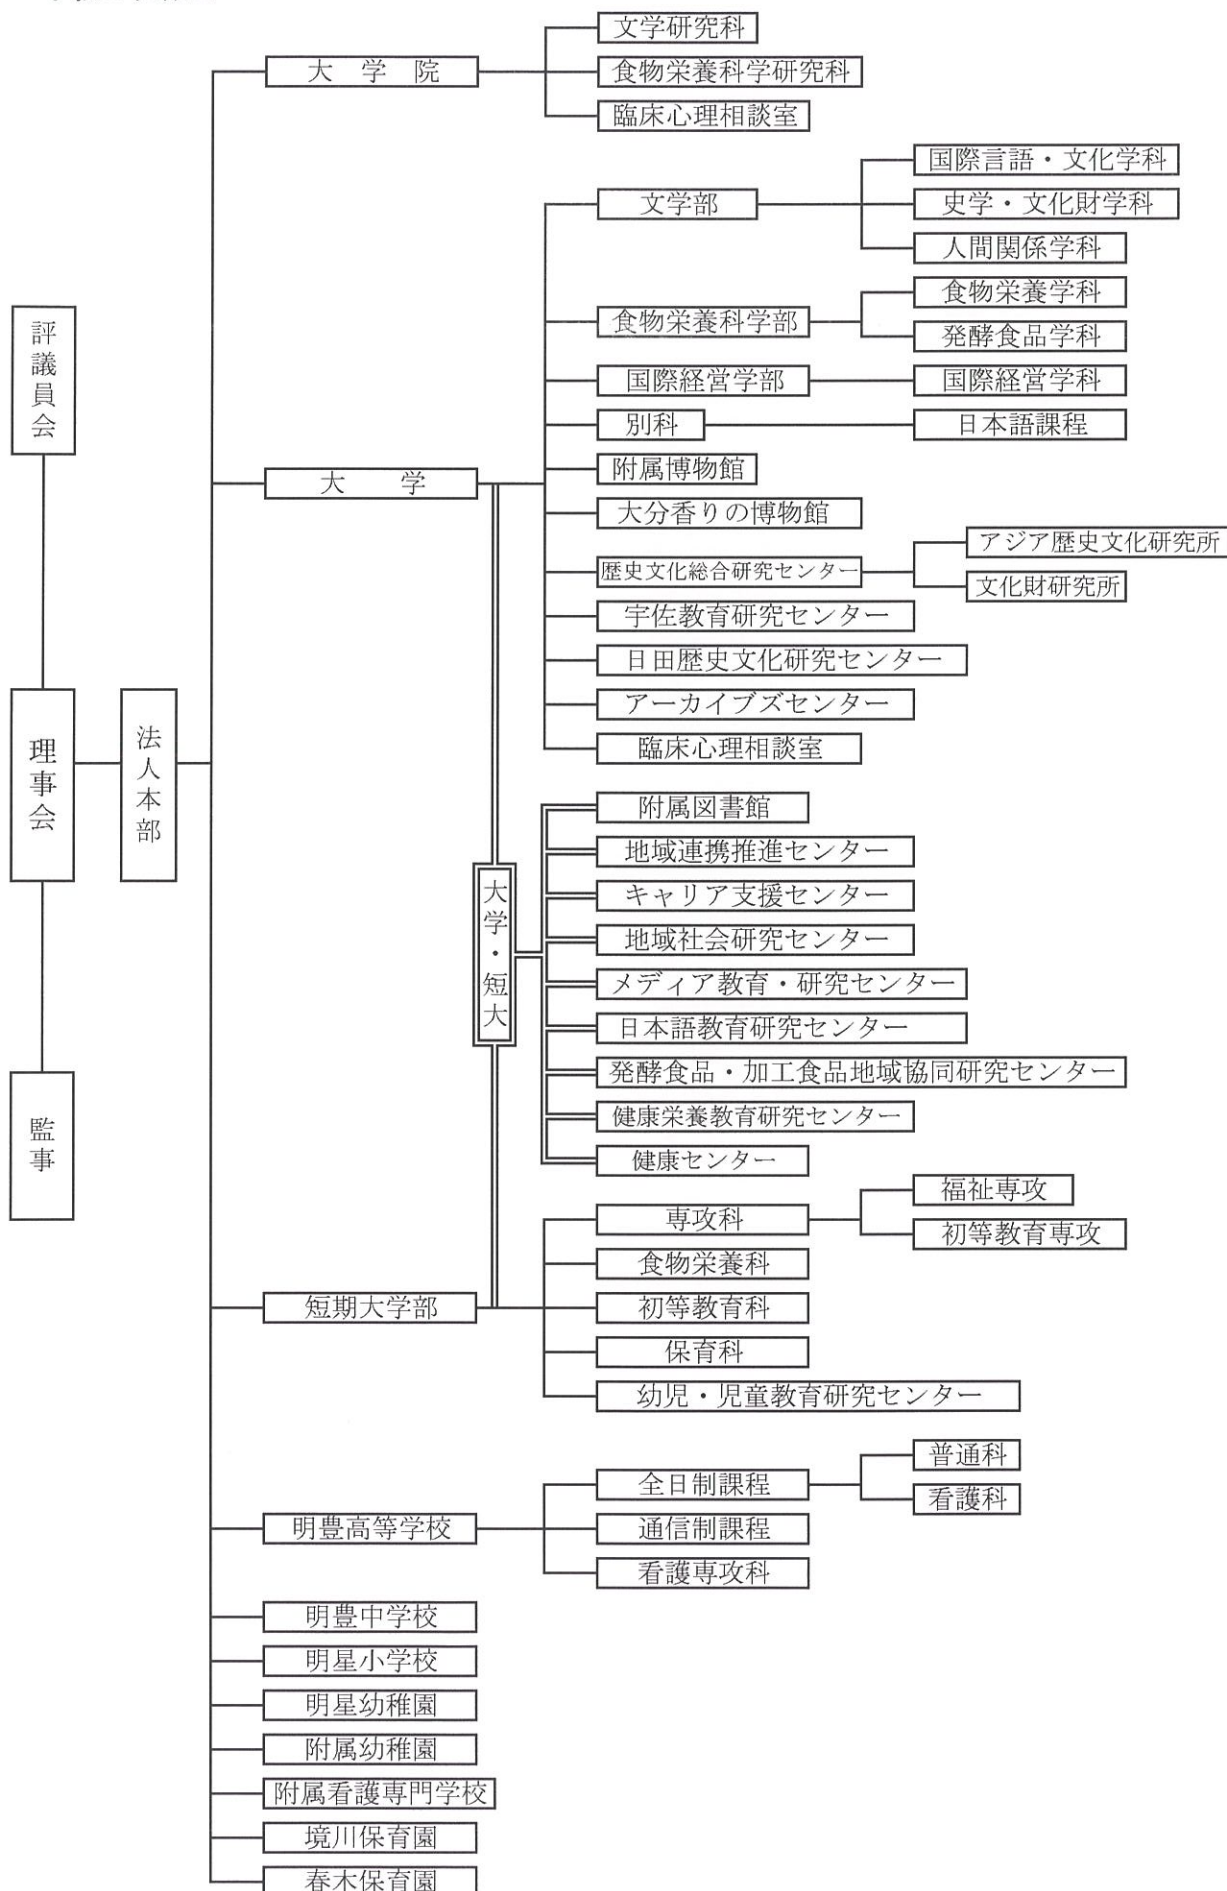 評議員会
理事会
監事
法人本部
大学院
文学研究科
食物栄養科学研究科
臨床心理相談室
大学
文学部
国際言語・文化学科
史学・文化財学科
人間関係学科
食物栄養科学部
食物栄養学科
発酵食品学科
国際経営学部
国際経営学科
別科
日本語課程
附属博物館
大分香りの博物館
歴史文化総合研究センター
アジア歴史文化研究所
文化財研究所
宇佐教育研究センター
日田歴史文化研究センター
アーカイブズセンター
臨床心理相談室
大学・短大
附属図書館
地域連携推進センター
キャリア支援センター
地域社会研究センター
メディア教育・研究センター
日本語教育研究センター
発酵食品・加工食品地域協同研究センター
健康栄養教育研究センター
健康センター
短期大学部
専攻科
福祉専攻
初等教育専攻
食物栄養科
初等教育科
保育科
幼児・児童教育研究センター
明豊高等学校
全日制課程
普通科
看護科
通信制課程
看護専攻科
明豊中学校
明星小学校
明星幼稚園
附属幼稚園
附属看護専門学校
境川保育園
春木保育園